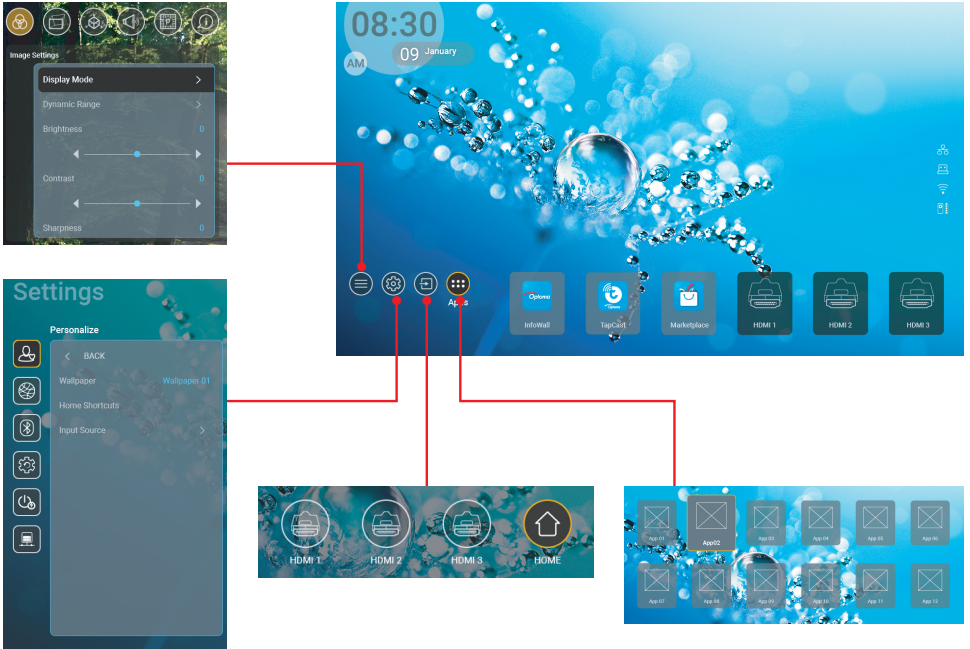 Image Settings
Display Mode
Dynamic Range
Brightness 0
Contrast 0
Sharpness 0
08:30
09 January
AM
Apps
Optoma
InfoWall
Optoma
TapCast
Marketplace
HDMI 1
HDMI 2
HDMI 3
Settings
Personalize
BACK
Wallpaper Wallpaper 01
Home Shortcuts
Input Source
HDMI 1
HDMI 2
HDMI 3
HOME
App 01
App02
App 03
App 04
App 05
App 06
App 07
App 08
App 09
App 10
App 11
App 12